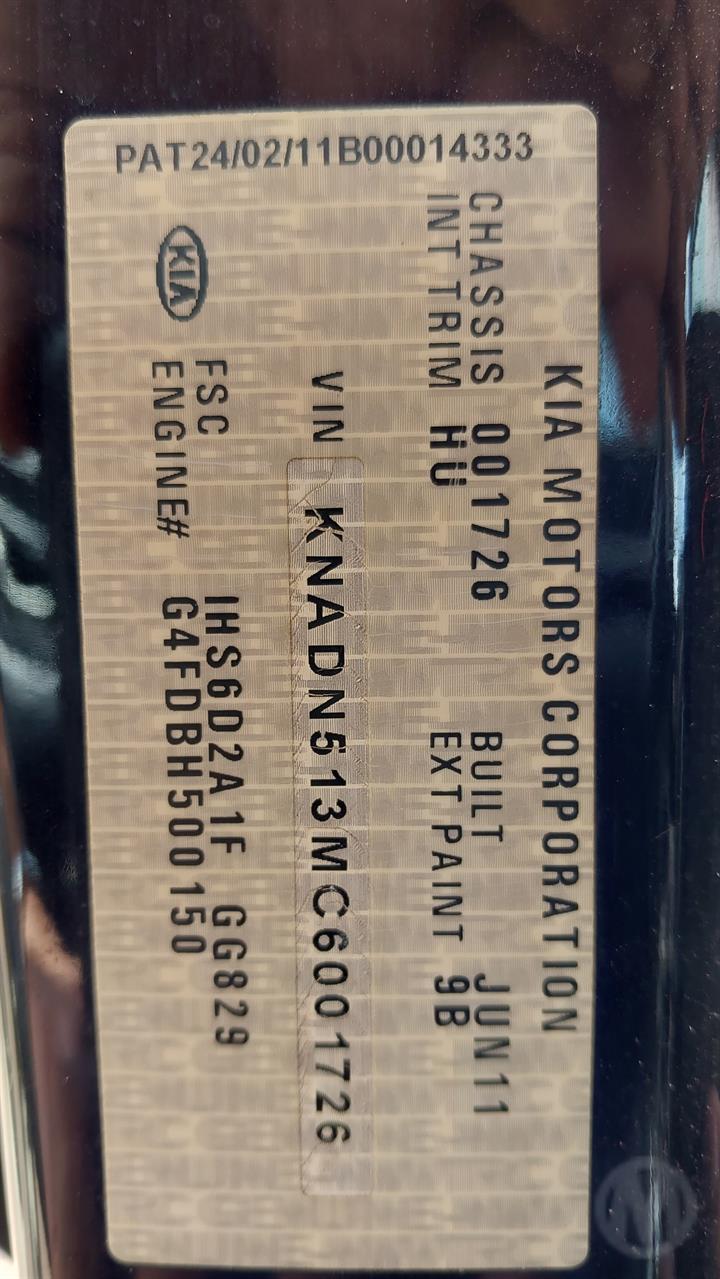 PAT24/02/11B00014333
KIA MOTORS CORPORATION
CHASSIS 001726 BUILT JUN11
INT TRIM HU EXT PAINT 9B
VIN KNADN513MC6001726
FSC IHS6D2A1F GG829
ENGINE# G4FDBH500150
KIA
M